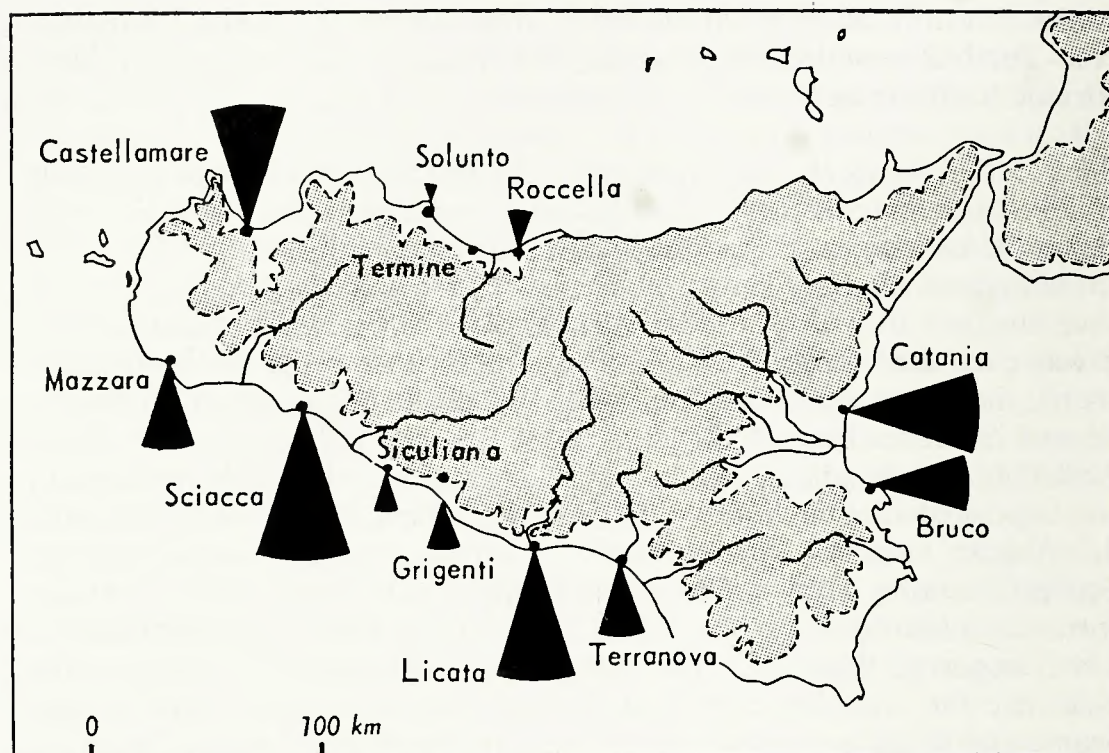 Castellamare
Solunto
Roccella
Termine
Mazzara
Catania
Siculiana
Sciacca
Bruco
Grigenti
Licata
Terranova
0 100 km